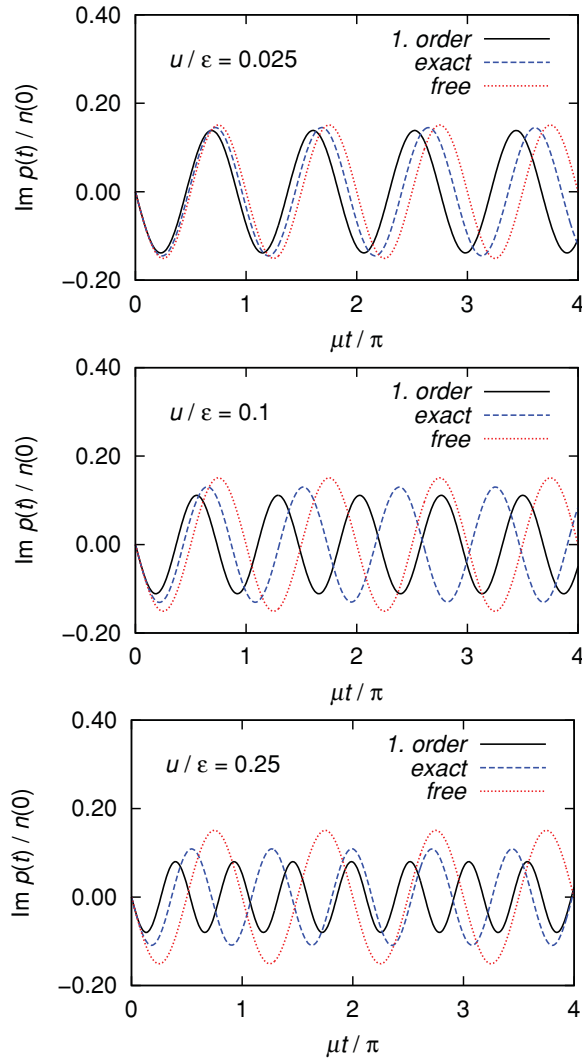 0.40
u / ε = 0.025
1. order
exact
free
0.20
Im p(t) / n(0)
0.00
−0.20
0 1 2 3 4
μt / π
0.40
u / ε = 0.1
1. order
exact
free
0.20
Im p(t) / n(0)
0.00
−0.20
0 1 2 3 4
μt / π
0.40
u / ε = 0.25
1. order
exact
free
0.20
Im p(t) / n(0)
0.00
−0.20
0 1 2 3 4
μt / π